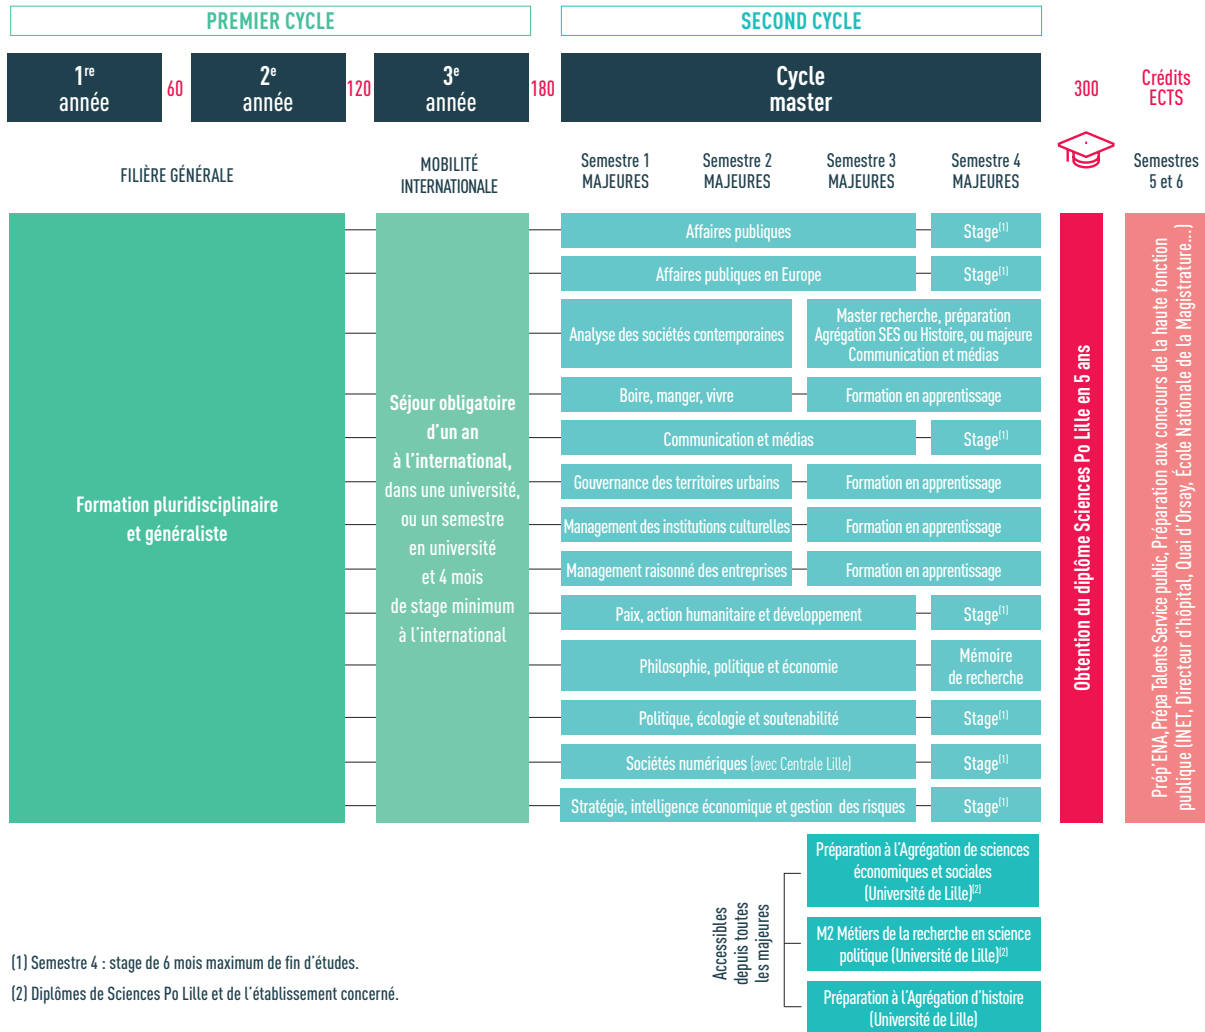 PREMIER CYCLE
SECOND CYCLE
1re
année
60
2e
année
120
3e
année
180
Cycle
master
300
Crédits
ECTS
FILIÈRE GÉNÉRALE
MOBILITÉ
INTERNATIONALE
Semestre 1
MAJEURES
Semestre 2
MAJEURES
Semestre 3
MAJEURES
Semestre 4
MAJEURES
Semestres
5 et 6
Formation pluridisciplinaire
et généraliste
Séjour obligatoire
d'un an
à l'international,
dans une université,
ou un semestre
en université
et 4 mois
de stage minimum
à l'international
Affaires publiques
Stage(1)
Affaires publiques en Europe
Stage(1)
Analyse des sociétés contemporaines
Master recherche, préparation
Agrégation SES ou Histoire, ou majeure
Communication et médias
Boire, manger, vivre
Formation en apprentissage
Communication et médias
Stage(1)
Gouvernance des territoires urbains
Formation en apprentissage
Management des institutions culturelles
Formation en apprentissage
Management raisonné des entreprises
Formation en apprentissage
Paix, action humanitaire et développement
Stage(1)
Philosophie, politique et économie
Mémoire
de recherche
Politique, écologie et soutenabilité
Stage(1)
Sociétés numériques (avec Centrale Lille)
Stage(1)
Stratégie, intelligence économique et gestion des risques
Stage(1)
Obtention du diplôme Sciences Po Lille en 5 ans
Prép'ENA,Prépa Talents Service public, Préparation aux concours de la haute fonction
publique (INET, Directeur d'hôpital, Quai d'Orsay, École Nationale de la Magistrature...)
Accessibles
depuis toutes
les majeures
Préparation à l'Agrégation de sciences
économiques et sociales
(Université de Lille)(2)
M2 Métiers de la recherche en science
politique (Université de Lille)(2)
Préparation à l'Agrégation d'histoire
(Université de Lille)
(1) Semestre 4 : stage de 6 mois maximum de fin d'études.
(2) Diplômes de Sciences Po Lille et de l'établissement concerné.